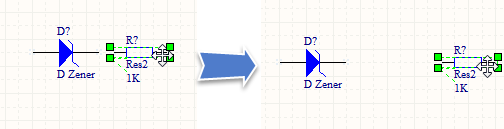 D?
D Zener
R?
Res2
1K
D?
D Zener
R?
Res2
1K